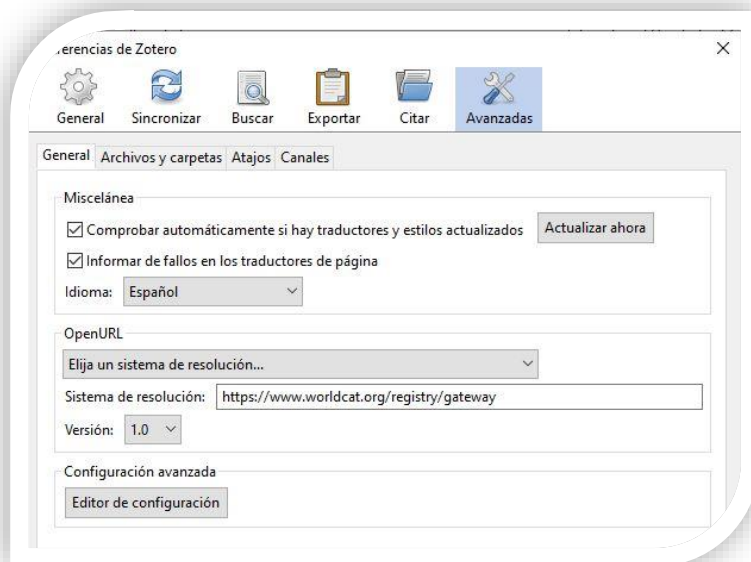 erencias de Zotero
General Sincronizar Buscar Exportar Citar Avanzadas
General Archivos y carpetas Atajos Canales
Miscelánea
Comprobar automáticamente si hay traductores y estilos actualizados Actualizar ahora
Informar de fallos en los traductores de página
Idioma: Español
OpenURL
Elija un sistema de resolución...
Sistema de resolución: https://www.worldcat.org/registry/gateway
Versión: 1.0
Configuración avanzada
Editor de configuración